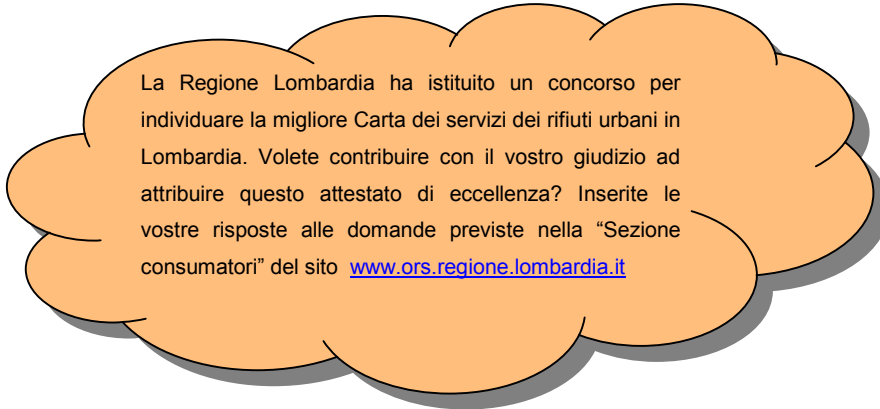 La Regione Lombardia ha istituito un concorso per
individuare la migliore Carta dei servizi dei rifiuti urbani in
Lombardia. Volete contribuire con il vostro giudizio ad
attribuire questo attestato di eccellenza? Inserite le
vostre risposte alle domande previste nella “Sezione
consumatori” del sito www.ors.regione.lombardia.it